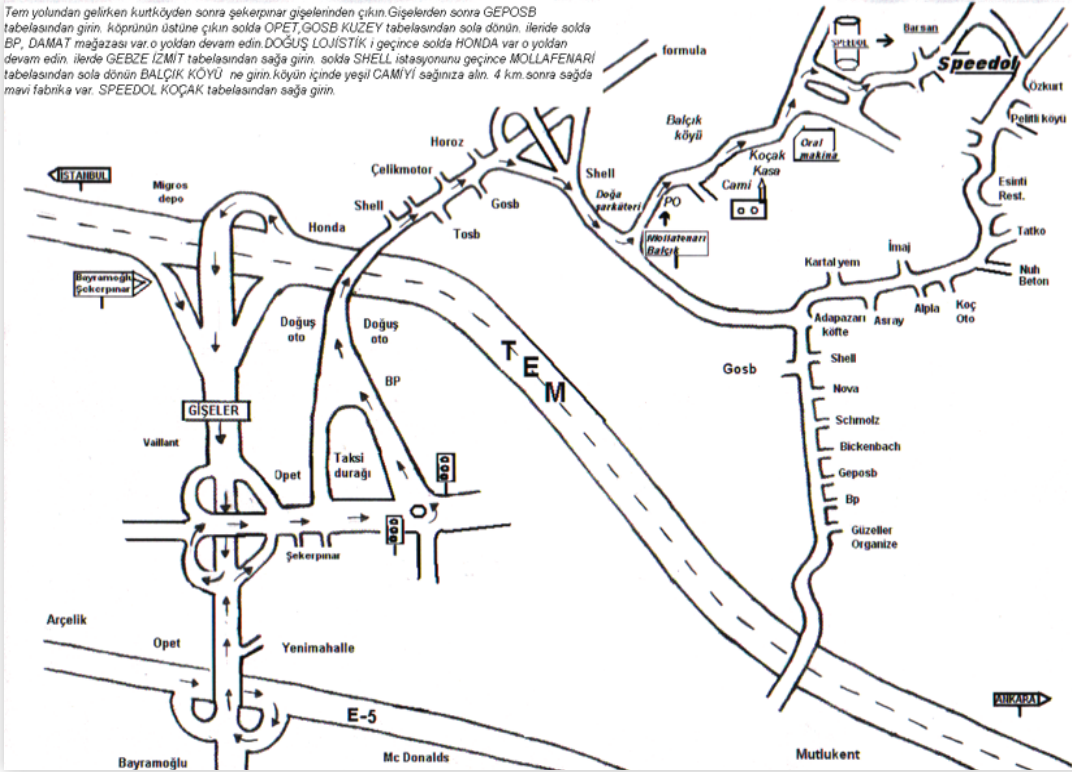 Tem yolundan gelirken kurtköyden sonra şekerpınar gişelerinden çıkın.Gişelerden sonra GEPOSB
tabelasından girin. köprünün üstüne çıkın solda OPET,GOSB KUZEY tabelasından sola dönün. ileride solda
BP, DAMAT mağazası var.o yoldan devam edin.DOĞUŞ LOJİSTİK i geçince solda HONDA var o yoldan
devam edin. ilerde GEBZE İZMİT tabelasından sağa girin. solda SHELL istasyonunu geçince MOLLAFENARİ
tabelasından sola dönün BALÇIK KÖYÜ ne girin.köyün içinde yeşil CAMİYİ sağınıza alın. 4 km.sonra sağda
mavi fabrika var. SPEEDOL KOÇAK tabelasından sağa girin.
formula
SPEEDOL
Barsan
Speedol
Özkurt
Pelitli köyü
Balçık
köyü
Oral
makina
Koçak
Kasa
Cami
Horoz
Çelikmotor
Shell
Gosb
Tosb
Shell
Doğa
şarküteri
PO
Mollafenarı
Balçık
İSTANBUL
Migros
depo
Honda
Bayramoğlu
Şekerpınar
Esinti
Rest.
Tatko
Nuh
Beton
İmaj
Kartal yem
Koç
Oto
Alpla
Asray
Adapazarı
köfte
Doğuş
oto
Doğuş
oto
TEM
BP
Gosb
Shell
Nova
Schmolz
Bickenbach
Geposb
Bp
Güzeller
Organize
GİŞELER
Vaillant
Opet
Taksi
durağı
Şekerpınar
Arçelik
Opet
Yenimahalle
E-5
Bayramoğlu
Mc Donalds
Mutlukent
ANKARA